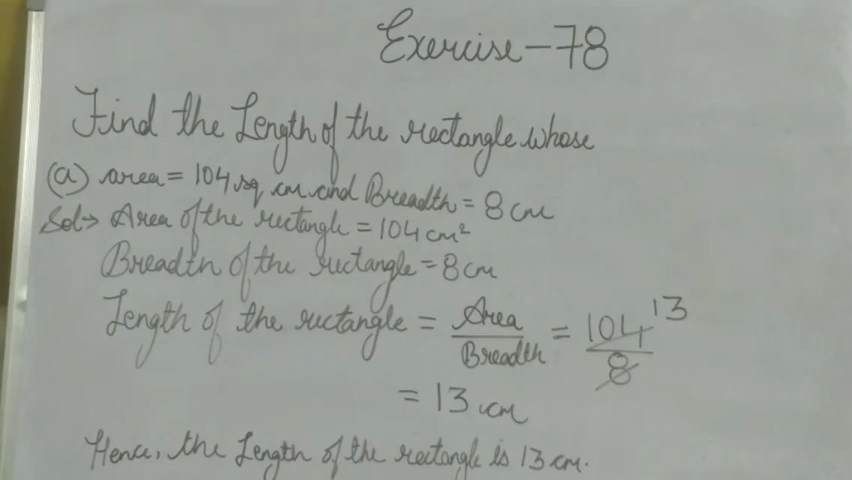 Exercise-78
Find the Length of the rectangle whose
(a) area = 104 sq cm and Breadth = 8 cm
Sol→ Area of the rectangle = 104 cm²
Breadth of the rectangle = 8 cm
Length of the rectangle = Area/Breadth = 104/8 13
= 13 cm
Hence, the Length of the rectangle is 13 cm.